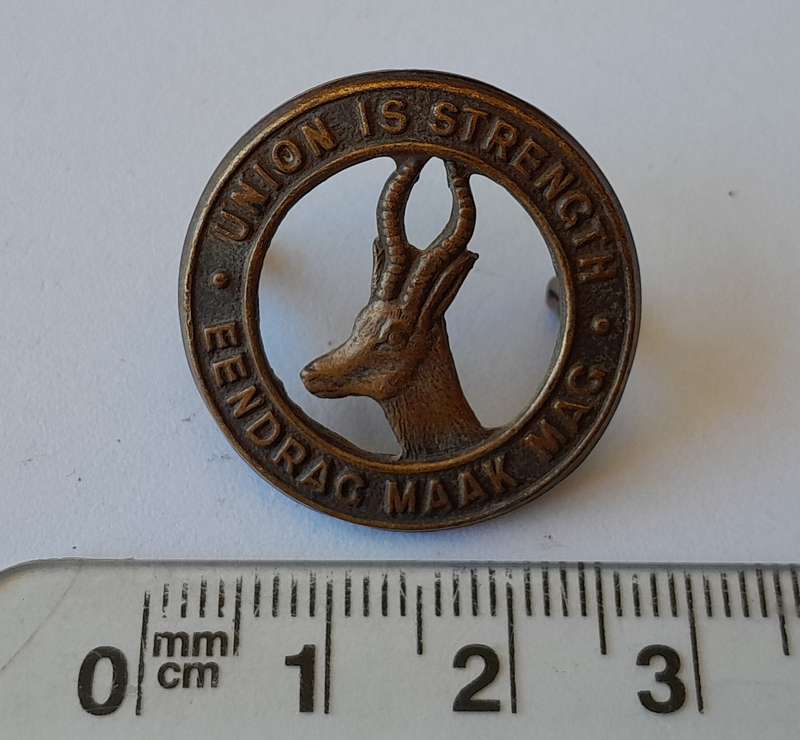 UNION IS STRENGTH
EENDRAG MAAK MAG
mm
cm
0 1 2 3